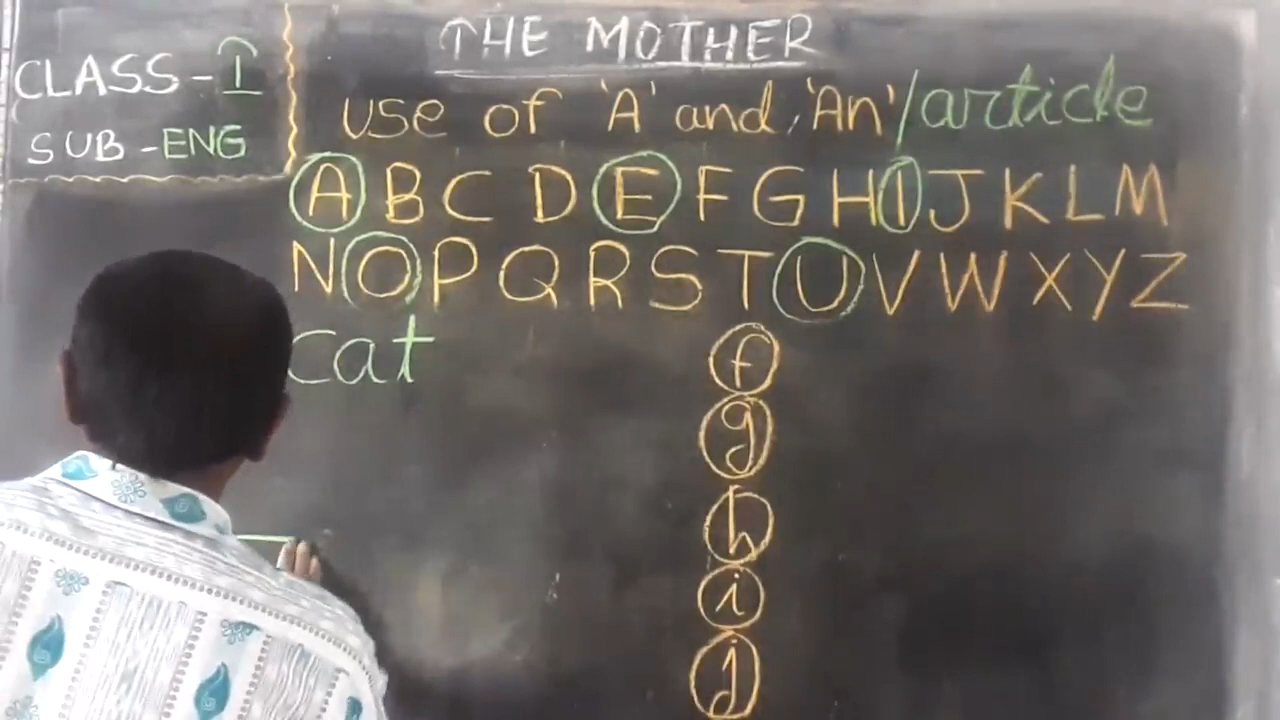 THE MOTHER
CLASS - I
SUB - ENG
use of 'A' and, 'An'/article
A B C D E F G H I J K L M
N O P Q R S T U V W X Y Z
cat
f
g
h
i
j